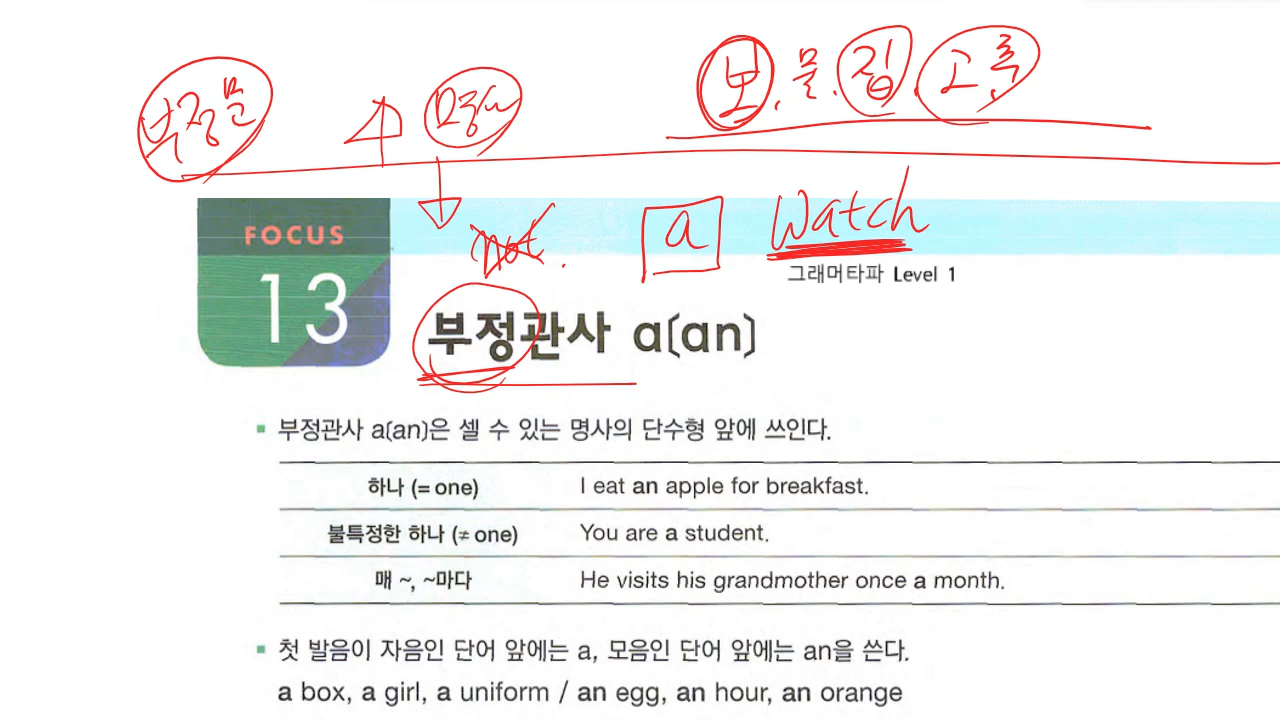 보, 물, 집, 고, 추
부정문 명사
not. a Watch
FOCUS
13
그래머타파 Level 1
부정관사 a(an)
▪ 부정관사 a(an)은 셀 수 있는 명사의 단수형 앞에 쓰인다.
하나 (= one) I eat an apple for breakfast.
불특정한 하나 (≠ one) You are a student.
매 ~, ~마다 He visits his grandmother once a month.
▪ 첫 발음이 자음인 단어 앞에는 a, 모음인 단어 앞에는 an을 쓴다.
a box, a girl, a uniform / an egg, an hour, an orange